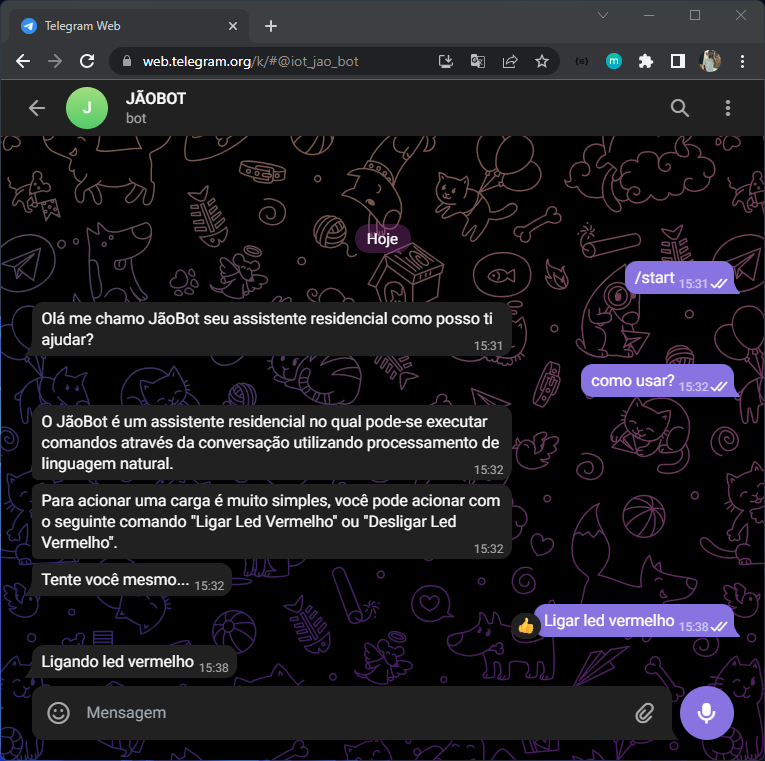 Telegram Web
web.telegram.org/k/#@iot_jao_bot
m
J
JÃOBOT
bot
Hoje
/start 15:31
Olá me chamo JãoBot seu assistente residencial como posso ti
ajudar?
15:31
como usar? 15:32
O JãoBot é um assistente residencial no qual pode-se executar
comandos através da conversação utilizando processamento de
linguagem natural.
15:32
Para acionar uma carga é muito simples, você pode acionar com
o seguinte comando "Ligar Led Vermelho" ou "Desligar Led
Vermelho".
15:32
Tente você mesmo... 15:32
Ligar led vermelho 15:38
Ligando led vermelho 15:38
Mensagem